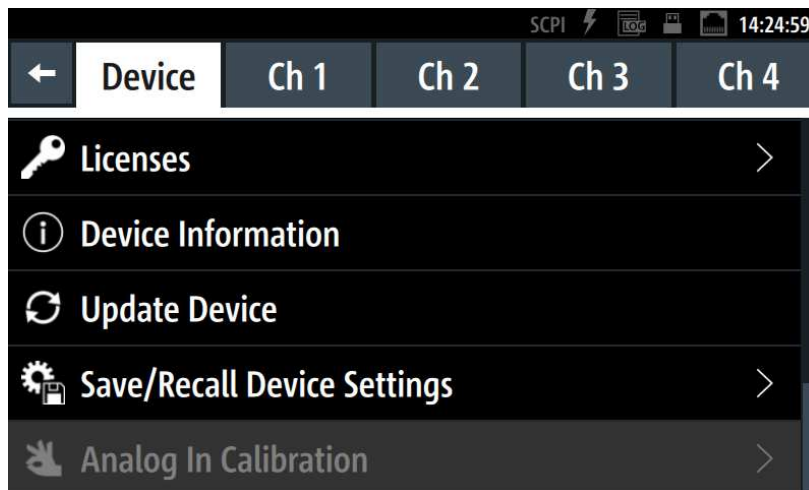 SCPI LOG 14:24:59
Device Ch 1 Ch 2 Ch 3 Ch 4
Licenses
Device Information
Update Device
Save/Recall Device Settings
Analog In Calibration